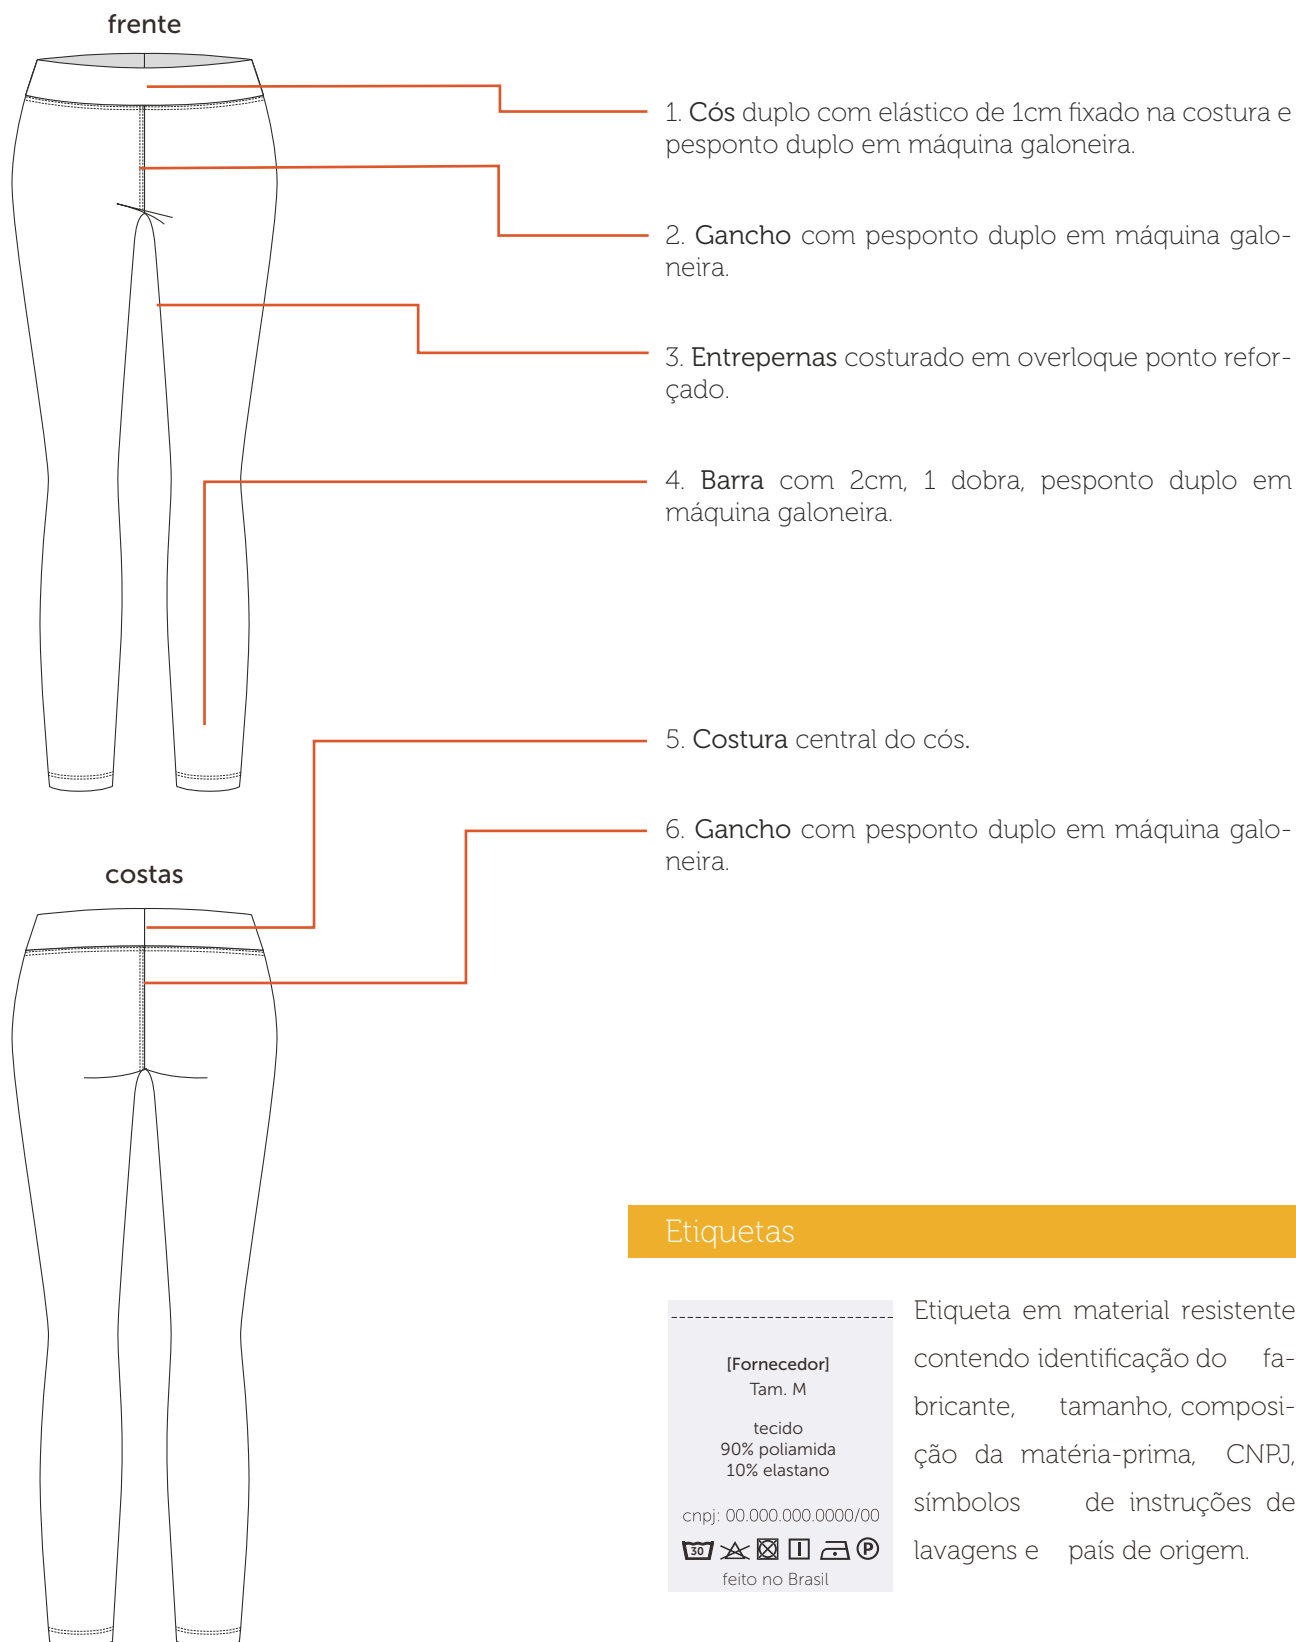 frente
1. Cós duplo com elástico de 1cm fixado na costura e
pesponto duplo em máquina galoneira.
2. Gancho com pesponto duplo em máquina galo-
neira.
3. Entrepernas costurado em overloque ponto refor-
çado.
4. Barra com 2cm, 1 dobra, pesponto duplo em
máquina galoneira.
5. Costura central do cós.
6. Gancho com pesponto duplo em máquina galo-
neira.
costas
Etiquetas
[Fornecedor]
Tam. M
tecido
90% poliamida
10% elastano
cnpj: 00.000.000.0000/00
30 P
feito no Brasil
Etiqueta em material resistente
contendo identificação do fa-
bricante, tamanho, composi-
ção da matéria-prima, CNPJ,
símbolos de instruções de
lavagens e país de origem.